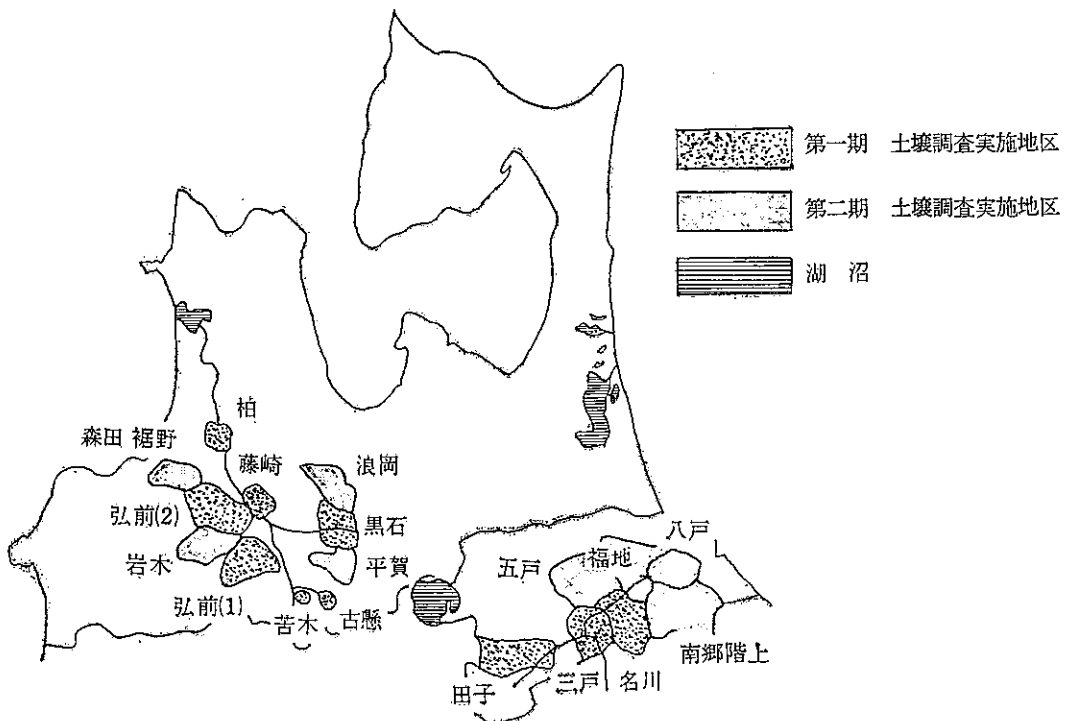 第一期 土壌調査実施地区
第二期 土壌調査実施地区
湖沼
柏
森田 裾野
藤崎
浪岡
弘前(2)
黒石
岩木
平賀
弘前(1)
苦木
古懸
八戸
五戸
福地
南郷階上
田子
三戸
名川